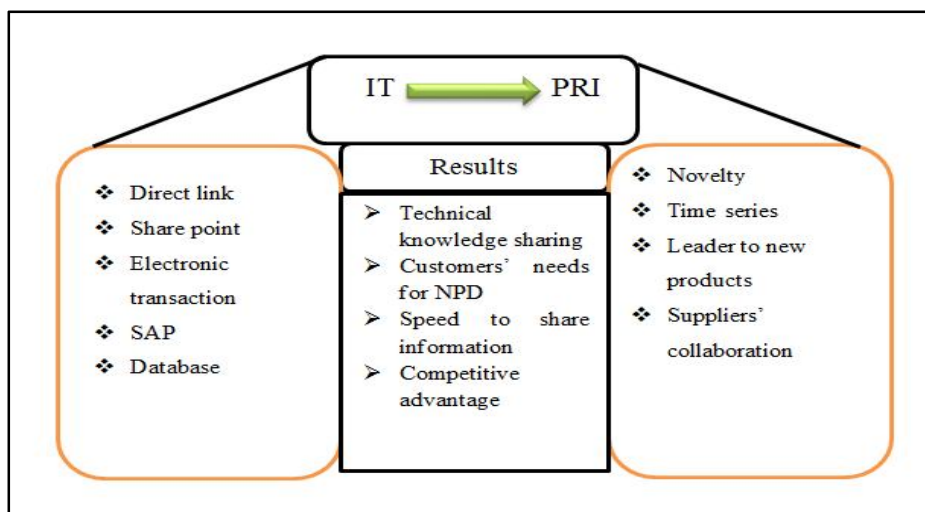 IT PRI
Direct link
Share point
Electronic
transaction
SAP
Database
Results
Technical
knowledge sharing
Customers’ needs
for NPD
Speed to share
information
Competitive
advantage
Novelty
Time series
Leader to new
products
Suppliers’
collaboration